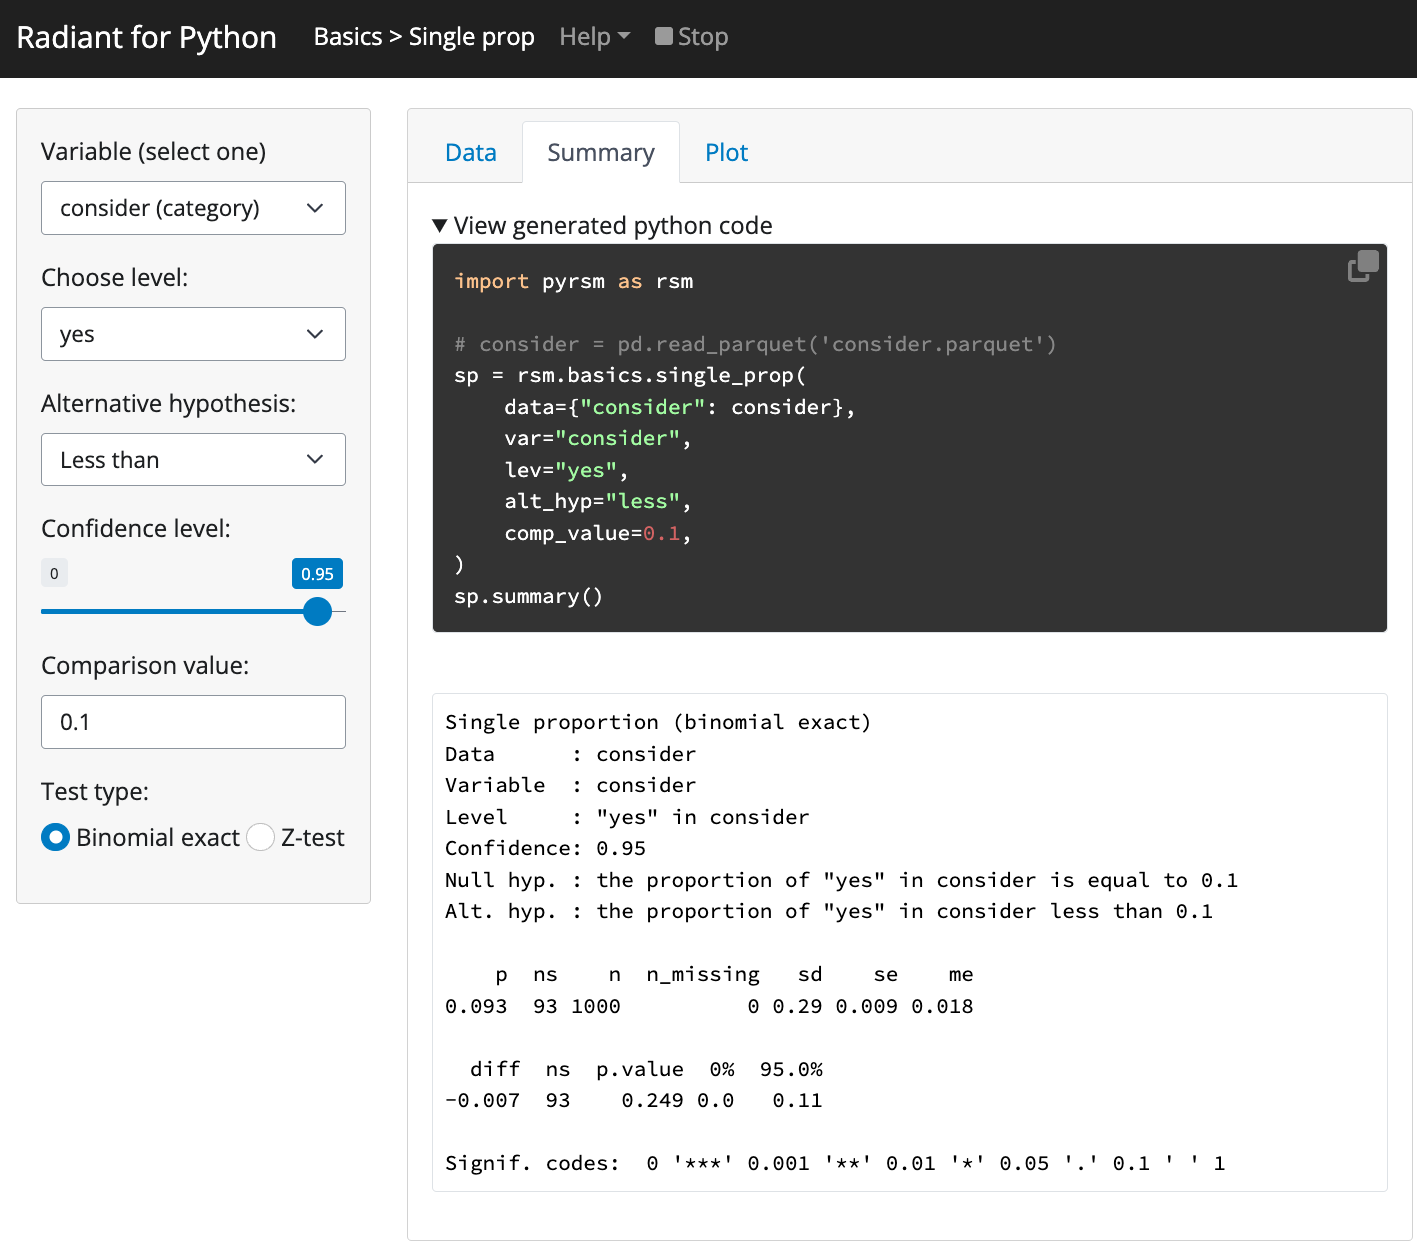 Radiant for Python Basics > Single prop Help Stop
Variable (select one)
consider (category)
Choose level:
yes
Alternative hypothesis:
Less than
Confidence level:
0 0.95
Comparison value:
0.1
Test type:
Binomial exact Z-test
Data Summary Plot
▼ View generated python code
import pyrsm as rsm
# consider = pd.read_parquet('consider.parquet')
sp = rsm.basics.single_prop(
    data={"consider": consider},
    var="consider",
    lev="yes",
    alt_hyp="less",
    comp_value=0.1,
)
sp.summary()
Single proportion (binomial exact)
Data      : consider
Variable  : consider
Level     : "yes" in consider
Confidence: 0.95
Null hyp. : the proportion of "yes" in consider is equal to 0.1
Alt. hyp. : the proportion of "yes" in consider less than 0.1
    p  ns    n  n_missing   sd    se    me
0.093  93 1000          0 0.29 0.009 0.018
  diff  ns  p.value  0%  95.0%
-0.007  93    0.249 0.0   0.11
Signif. codes:  0 '***' 0.001 '**' 0.01 '*' 0.05 '.' 0.1 ' ' 1